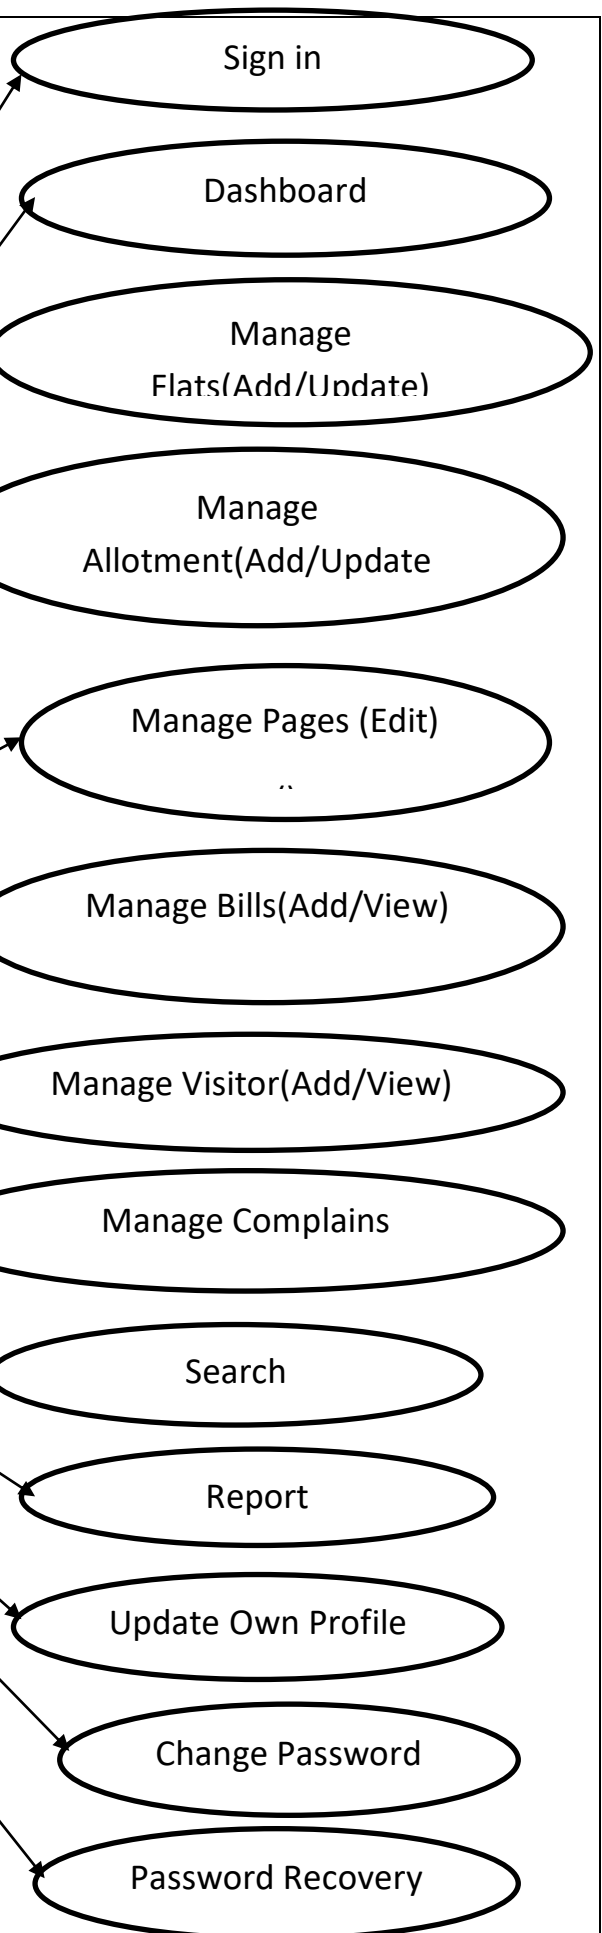 Sign in
Dashboard
Manage
Flats(Add/Update)
Manage
Allotment(Add/Update
Manage Pages (Edit)
Manage Bills(Add/View)
Manage Visitor(Add/View)
Manage Complains
Search
Report
Update Own Profile
Change Password
Password Recovery